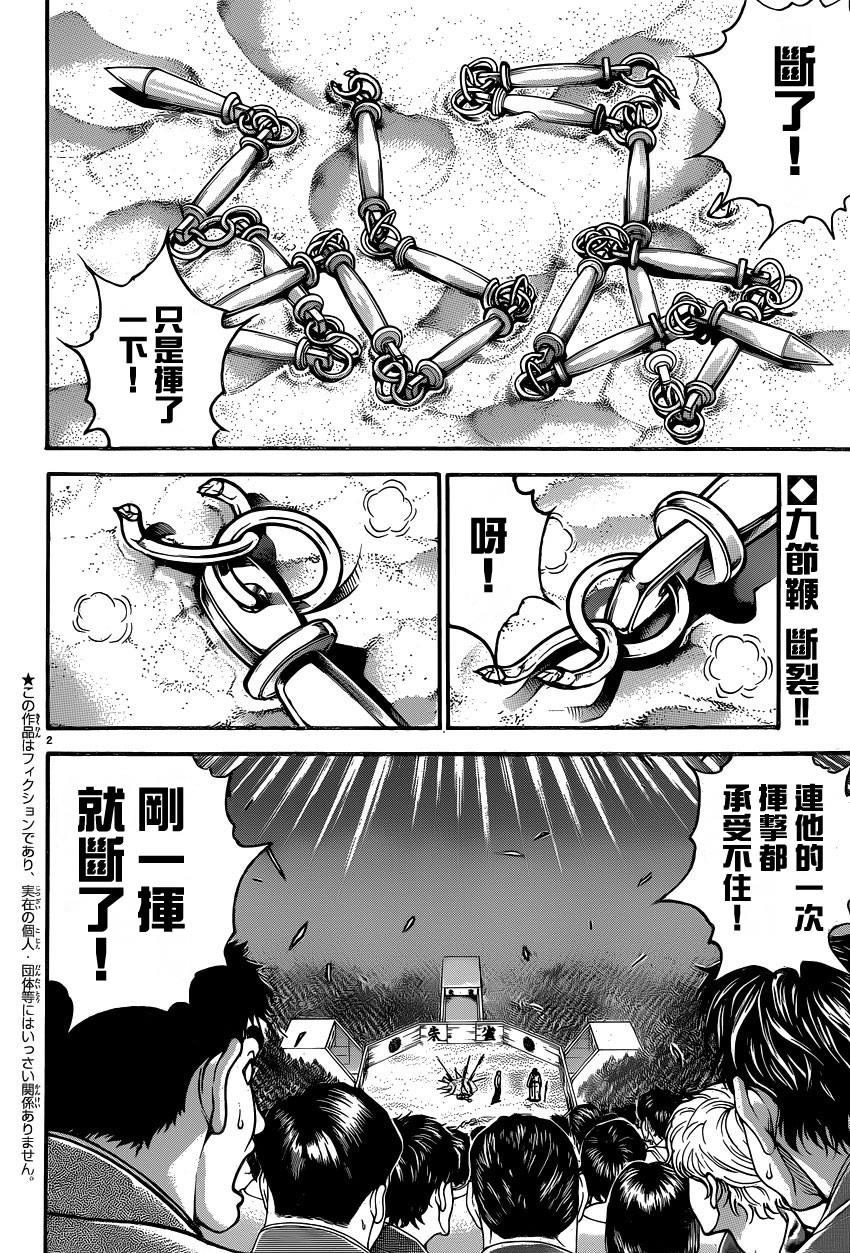 斷了！
只是揮了
一下！
◆九節鞭 斷裂!!
呀！
連他的一次
揮擊都
承受不住！
剛一揮
就斷了！
朱雀
2
★この作品はフィクションであり、実在の個人・団体等にはいっさい関係ありません。